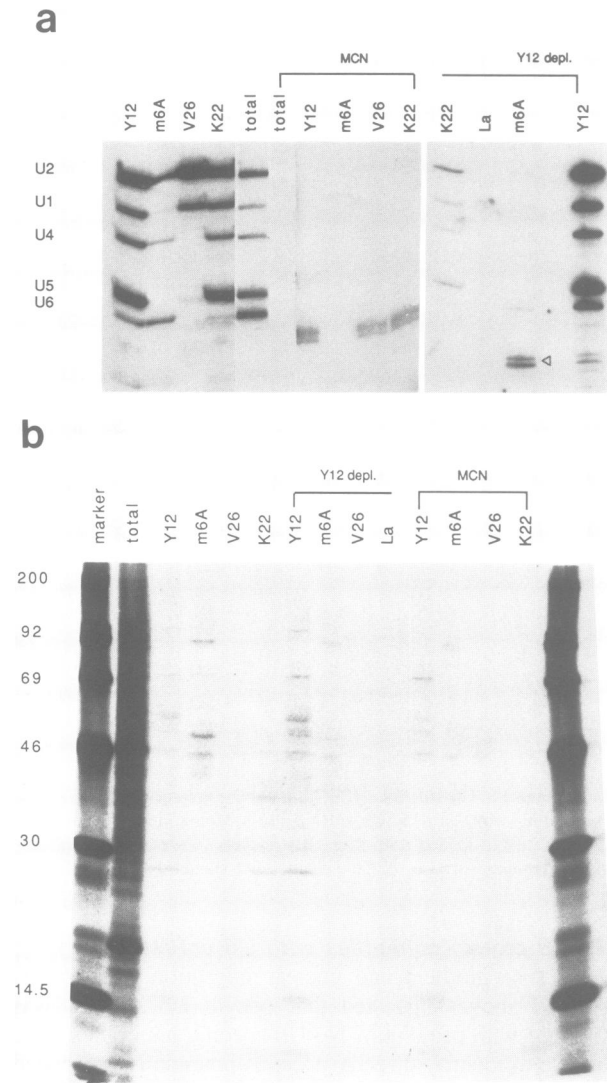 a
MCN
Y12 depl.
Y12 m6A V26 K22 total total Y12 m6A V26 K22 K22 La m6A Y12
U2
U1
U4
U5
U6
b
Y12 depl.
MCN
marker total Y12 m6A V26 K22 Y12 m6A V26 La Y12 m6A V26 K22
200
92
69
46
30
14.5